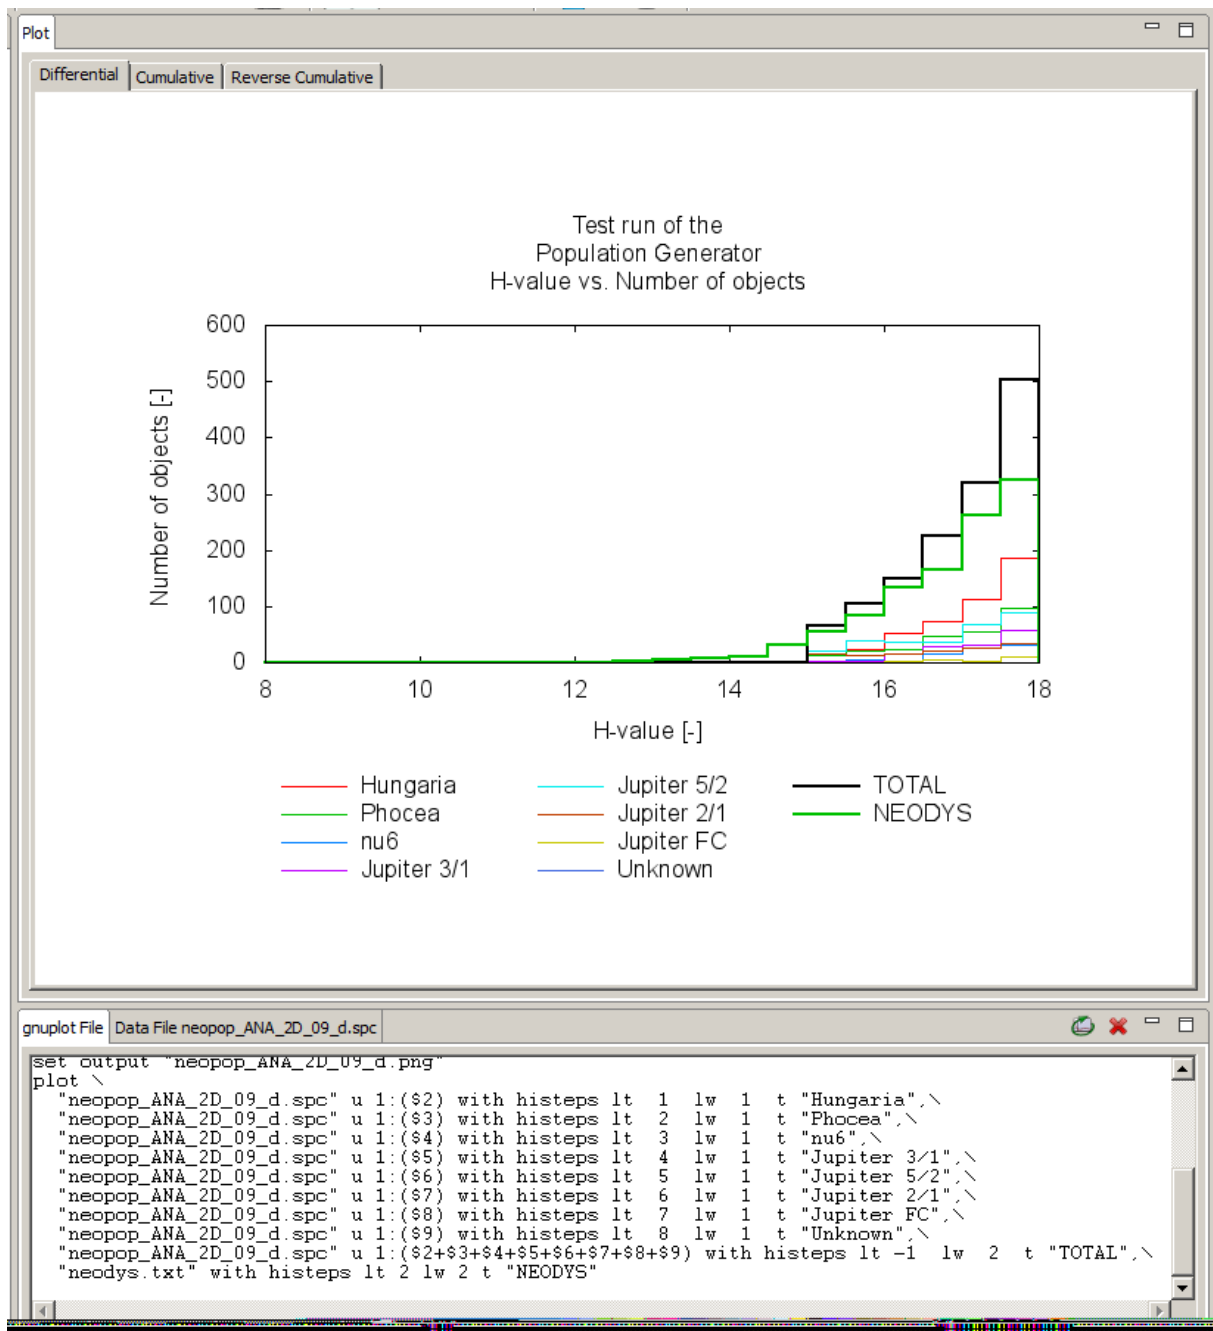 Plot
Differential Cumulative Reverse Cumulative
Test run of the
Population Generator
H-value vs. Number of objects
600
500
400
300
200
100
0
Number of objects [-]
8 10 12 14 16 18
H-value [-]
Hungaria Jupiter 5/2 TOTAL
Phocea Jupiter 2/1 NEODYS
nu6 Jupiter FC
Jupiter 3/1 Unknown
gnuplot File Data File neopop_ANA_2D_09_d.spc
set output "neopop_ANA_2D_09_d.png"
plot \
"neopop_ANA_2D_09_d.spc" u 1:($2) with histeps lt 1 lw 1 t "Hungaria",\
"neopop_ANA_2D_09_d.spc" u 1:($3) with histeps lt 2 lw 1 t "Phocea",\
"neopop_ANA_2D_09_d.spc" u 1:($4) with histeps lt 3 lw 1 t "nu6",\
"neopop_ANA_2D_09_d.spc" u 1:($5) with histeps lt 4 lw 1 t "Jupiter 3/1",\
"neopop_ANA_2D_09_d.spc" u 1:($6) with histeps lt 5 lw 1 t "Jupiter 5/2",\
"neopop_ANA_2D_09_d.spc" u 1:($7) with histeps lt 6 lw 1 t "Jupiter 2/1",\
"neopop_ANA_2D_09_d.spc" u 1:($8) with histeps lt 7 lw 1 t "Jupiter FC",\
"neopop_ANA_2D_09_d.spc" u 1:($9) with histeps lt 8 lw 1 t "Unknown",\
"neopop_ANA_2D_09_d.spc" u 1:($2+$3+$4+$5+$6+$7+$8+$9) with histeps lt -1 lw 2 t "TOTAL",\
"neodys.txt" with histeps lt 2 lw 2 t "NEODYS"